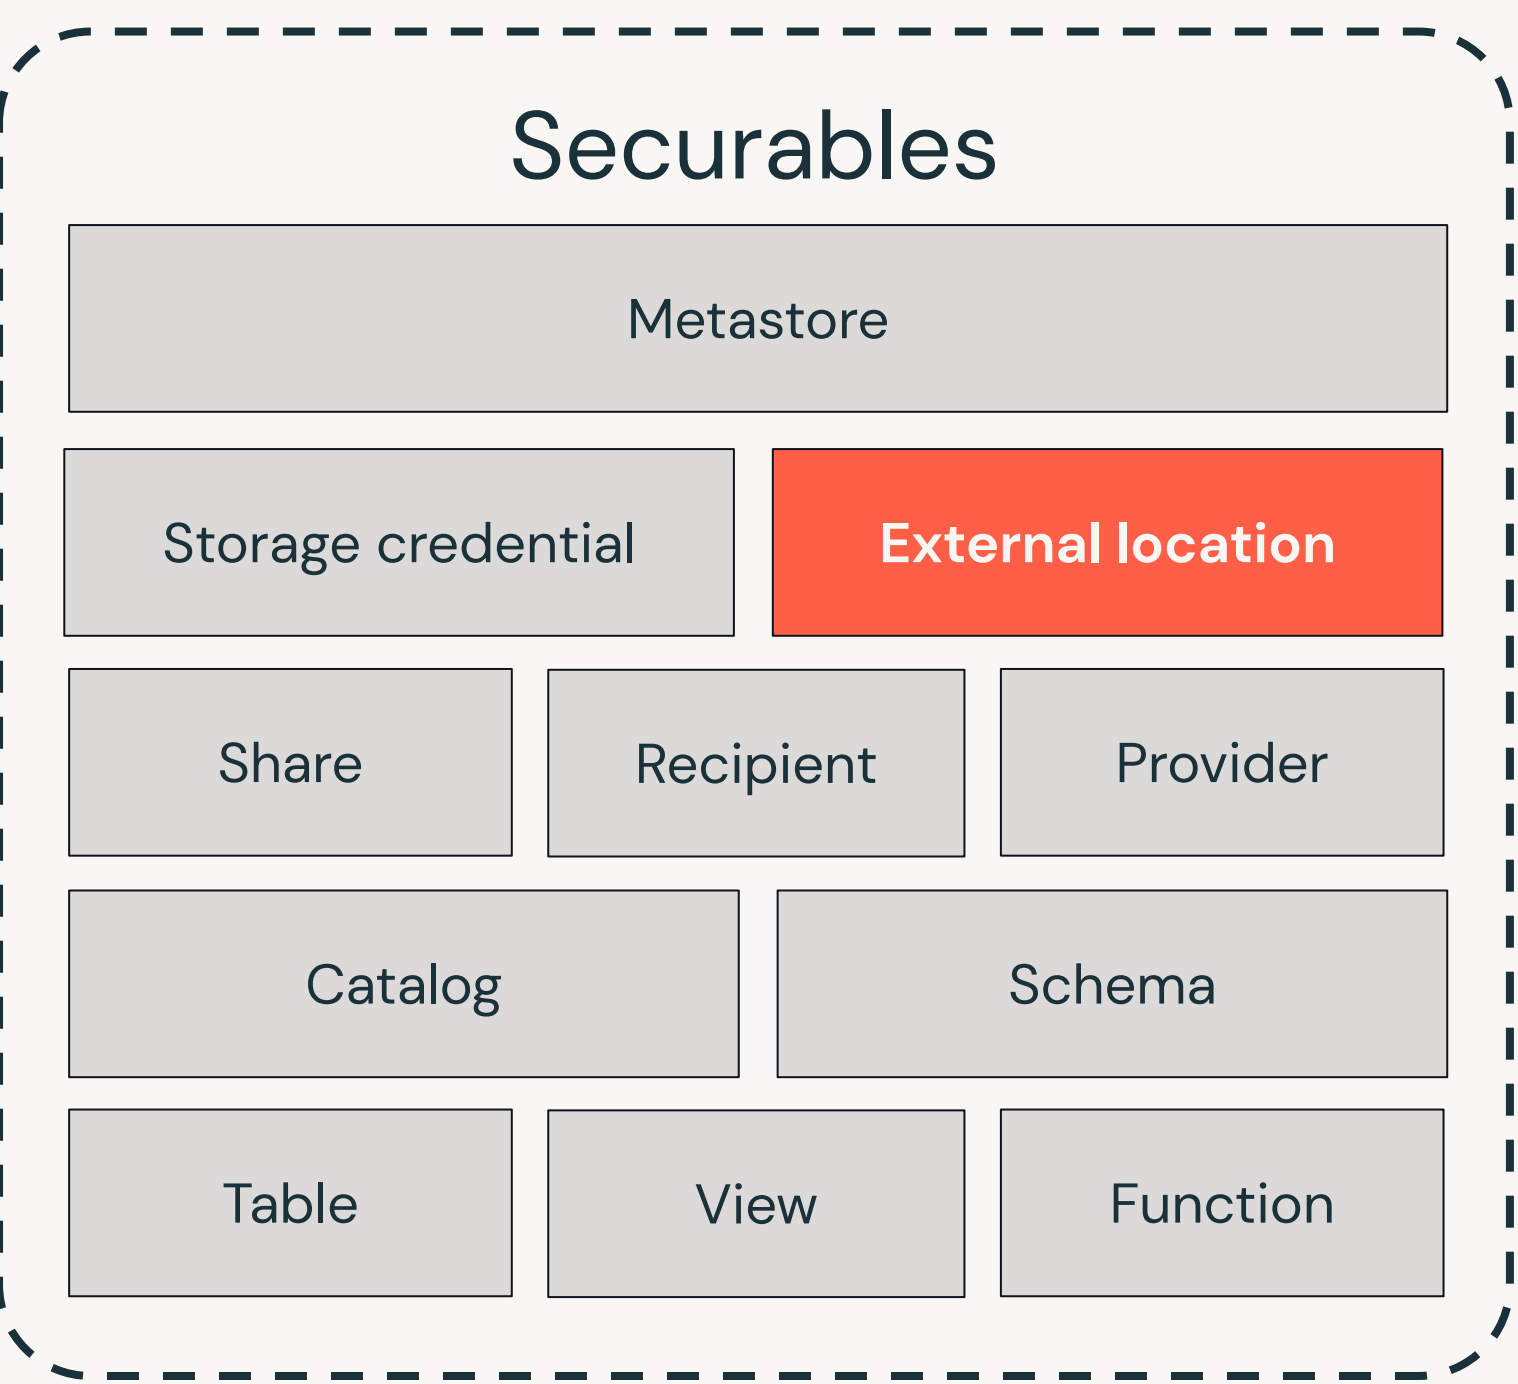 Securables
Metastore
Storage credential
External location
Share
Recipient
Provider
Catalog
Schema
Table
View
Function